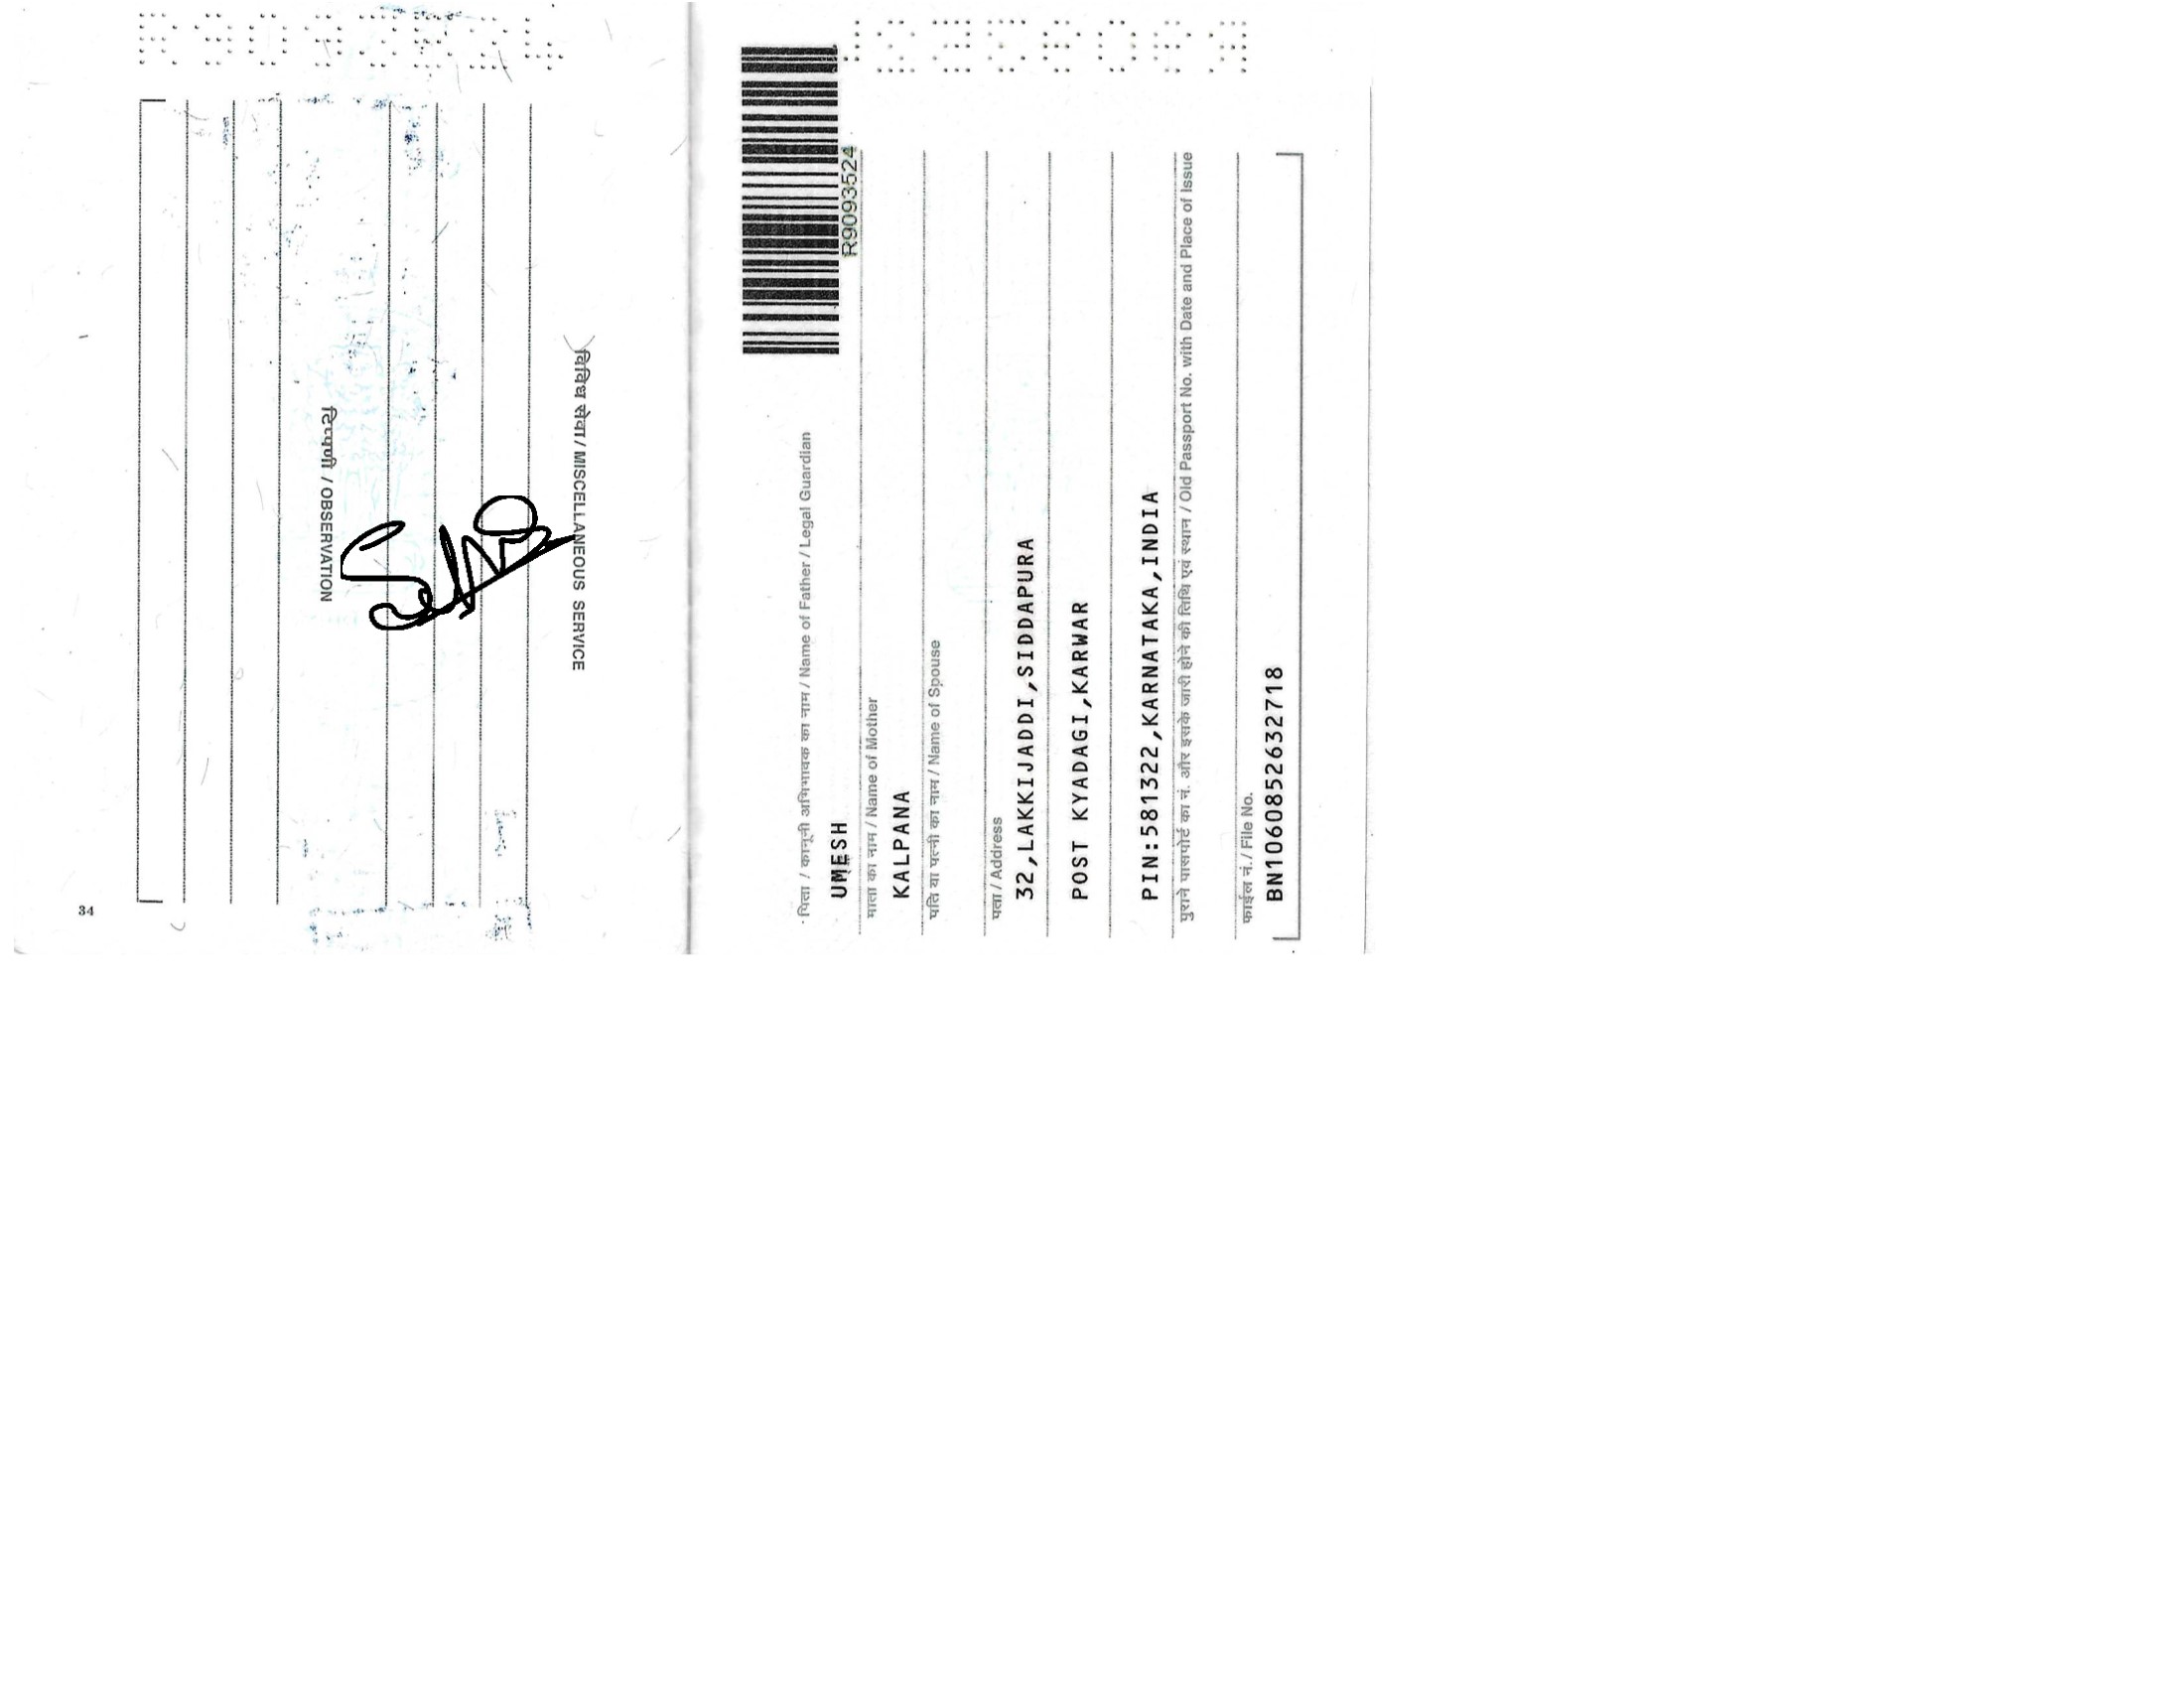 R9093524
विविध सेवा / MISCELLANEOUS SERVICE
टिप्पणी / OBSERVATION
34
R9093524
R9093524
पिता / कानूनी अभिभावक का नाम / Name of Father / Legal Guardian
UMESH
माता का नाम / Name of Mother
KALPANA
पति या पत्नी का नाम / Name of Spouse
पता / Address
32,LAKKIJADDI,SIDDAPURA
POST KYADAGI,KARWAR
PIN:581322,KARNATAKA,INDIA
पुराने पासपोर्ट का नं. और इसके जारी होने की तिथि एवं स्थान / Old Passport No. with Date and Place of Issue
फाईल नं. / File No.
BN1060852632718